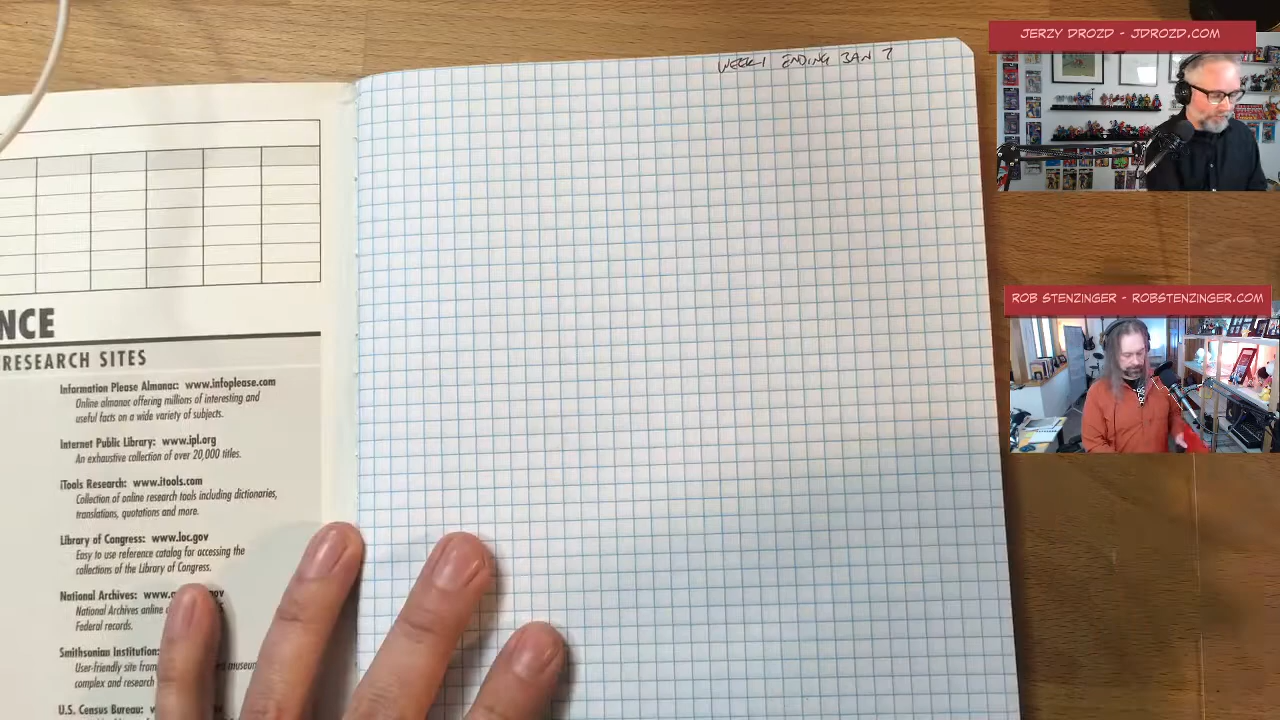 WEEK 1 ENDING JAN 7
JERZY DROZD - JDROZD.COM
ROB STENZINGER - ROBSTENZINGER.COM
NCE
RESEARCH SITES
Information Please Almanac: www.infoplease.com
Online almanac offering millions of interesting and
useful facts on a wide variety of subjects.
Internet Public Library: www.ipl.org
An exhaustive collection of over 20,000 titles.
iTools Research: www.itools.com
Collection of online research tools including dictionaries,
translations, quotations and more.
Library of Congress: www.loc.gov
Easy to use reference catalog for accessing the
collections of the Library of Congress.
National Archives:
National Archives online
Federal records.
Smithsonian Institution:
User-friendly site from
complex and research
U.S. Census Bureau: